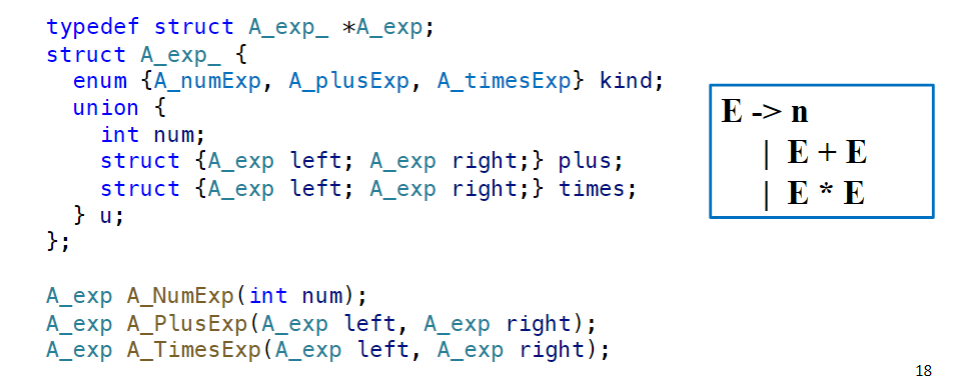 typedef struct A_exp_ *A_exp;
struct A_exp_ {
  enum {A_numExp, A_plusExp, A_timesExp} kind;
  union {
    int num;
    struct {A_exp left; A_exp right;} plus;
    struct {A_exp left; A_exp right;} times;
  } u;
};
E -> n
| E + E
| E * E
A_exp A_NumExp(int num);
A_exp A_PlusExp(A_exp left, A_exp right);
A_exp A_TimesExp(A_exp left, A_exp right);
18